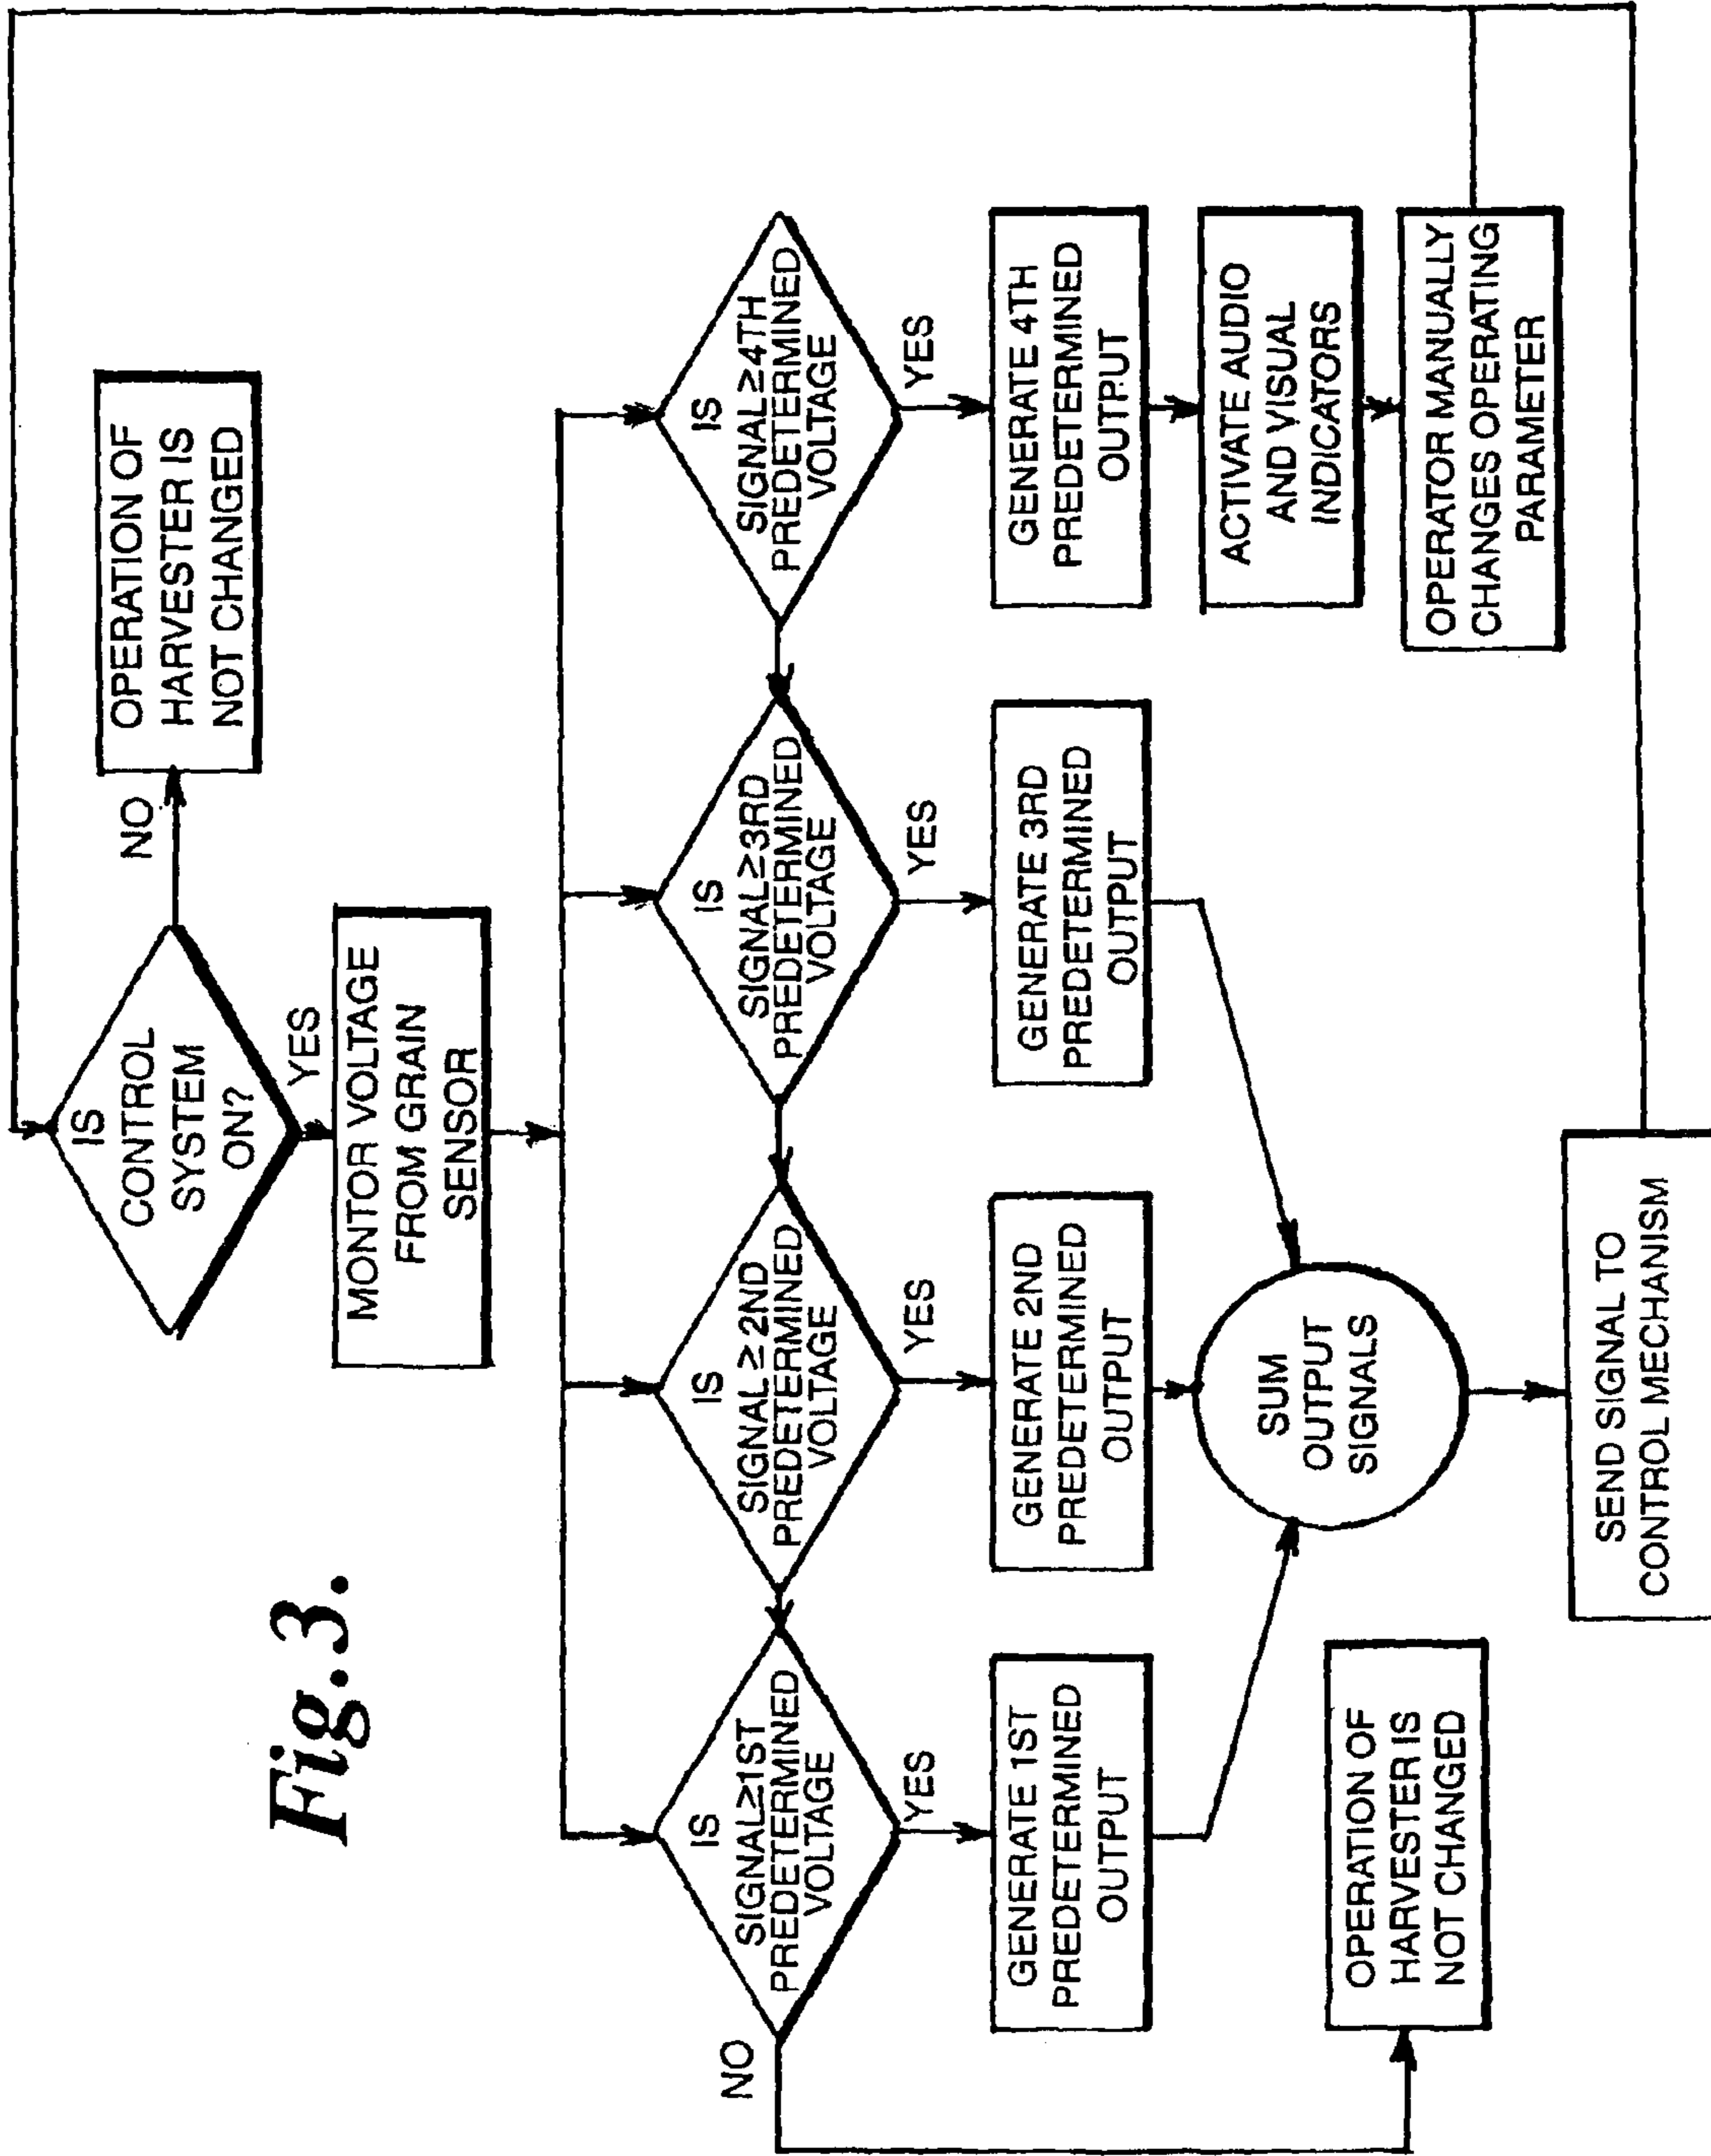 Fig.3.
IS
CONTROL
SYSTEM
ON?
NO
OPERATION OF
HARVESTER IS
NOT CHANGED
YES
MONTOR VOLTAGE
FROM GRAIN
SENSOR
IS
SIGNAL≥1ST
PREDETERMINED
VOLTAGE
IS
SIGNAL≥2ND
PREDETERMINED
VOLTAGE
IS
SIGNAL≥3RD
PREDETERMINED
VOLTAGE
IS
SIGNAL≥4TH
PREDETERMINED
VOLTAGE
NO
YES
YES
YES
YES
GENERATE 1ST
PREDETERMINED
OUTPUT
GENERATE 2ND
PREDETERMINED
OUTPUT
GENERATE 3RD
PREDETERMINED
OUTPUT
GENERATE 4TH
PREDETERMINED
OUTPUT
ACTIVATE AUDIO
AND VISUAL
INDICATORS
SUM
OUTPUT
SIGNALS
OPERATION OF
HARVESTER IS
NOT CHANGED
OPERATOR MANUALLY
CHANGES OPERATING
PARAMETER
SEND SIGNAL TO
CONTROL MECHANISM